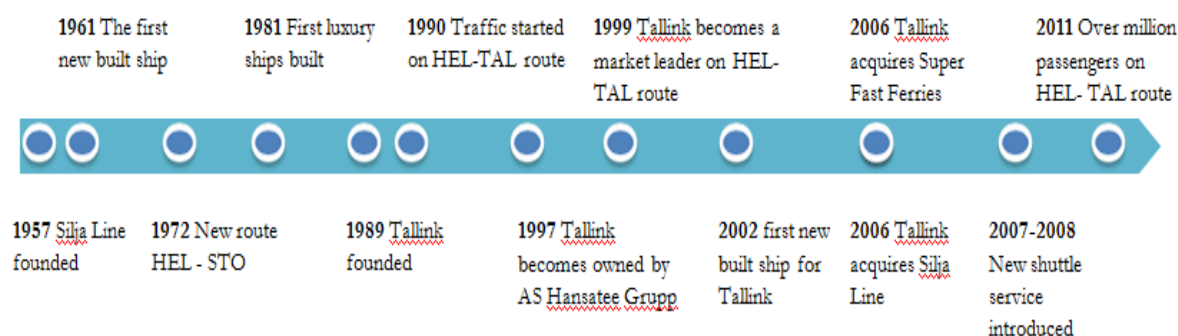 1961 The first
new built ship
1981 First luxury
ships built
1990 Traffic started
on HEL-TAL route
1999 Tallink becomes a
market leader on HEL-
TAL route
2006 Tallink
acquires Super
Fast Ferries
2011 Over million
passengers on
HEL- TAL route
1957 Silja Line
founded
1972 New route
HEL - STO
1989 Tallink
founded
1997 Tallink
becomes owned by
AS Hansatee Grupp
2002 first new
built ship for
Tallink
2006 Tallink
acquires Silja
Line
2007-2008
New shuttle
service
introduced